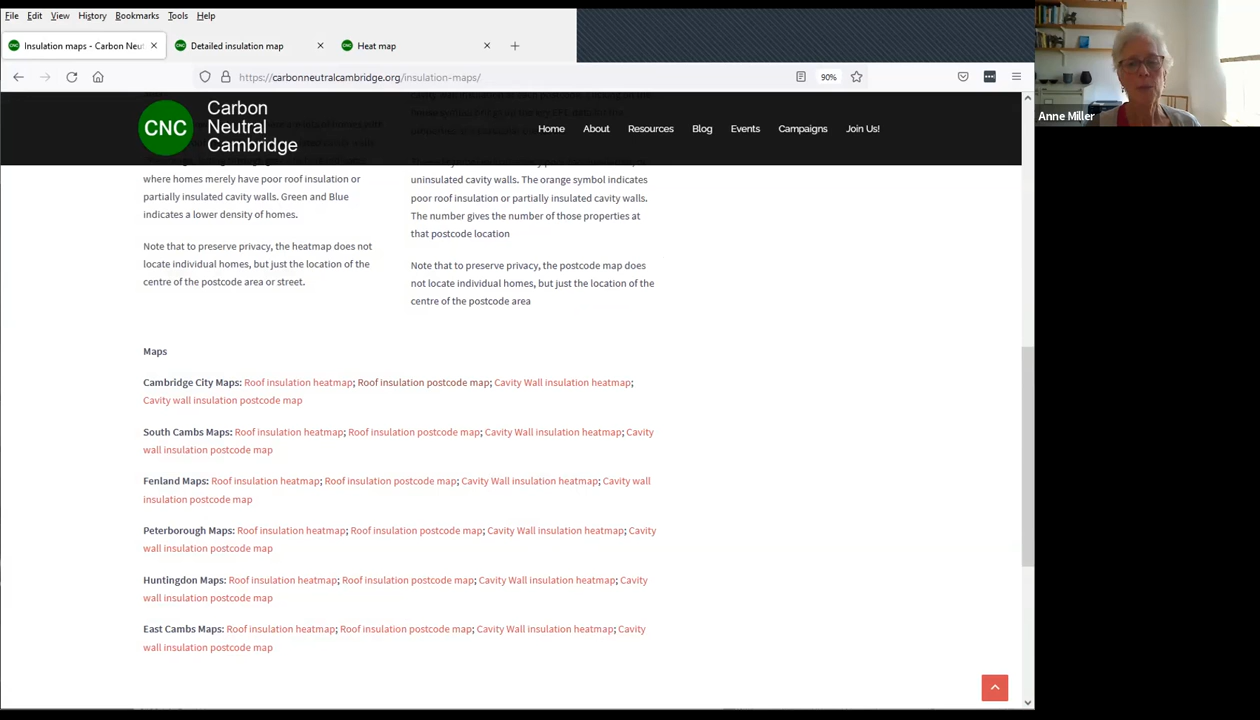 File Edit View History Bookmarks Tools Help
Insulation maps - Carbon Neut
Detailed insulation map
Heat map
https://carbonneutralcambridge.org/insulation-maps/
90%
CNC
Carbon
Neutral
Cambridge
Home About Resources Blog Events Campaigns Join Us!
Anne Miller
where homes merely have poor roof insulation or
partially insulated cavity walls. Green and Blue
indicates a lower density of homes.
Note that to preserve privacy, the heatmap does not
locate individual homes, but just the location of the
centre of the postcode area or street.
uninsulated cavity walls. The orange symbol indicates
poor roof insulation or partially insulated cavity walls.
The number gives the number of those properties at
that postcode location
Note that to preserve privacy, the postcode map does
not locate individual homes, but just the location of the
centre of the postcode area
Maps
Cambridge City Maps: Roof insulation heatmap; Roof insulation postcode map; Cavity Wall insulation heatmap;
Cavity wall insulation postcode map
South Cambs Maps: Roof insulation heatmap; Roof insulation postcode map; Cavity Wall insulation heatmap; Cavity
wall insulation postcode map
Fenland Maps: Roof insulation heatmap; Roof insulation postcode map; Cavity Wall insulation heatmap; Cavity wall
insulation postcode map
Peterborough Maps: Roof insulation heatmap; Roof insulation postcode map; Cavity Wall insulation heatmap; Cavity
wall insulation postcode map
Huntingdon Maps: Roof insulation heatmap; Roof insulation postcode map; Cavity Wall insulation heatmap; Cavity
wall insulation postcode map
East Cambs Maps: Roof insulation heatmap; Roof insulation postcode map; Cavity Wall insulation heatmap; Cavity
wall insulation postcode map